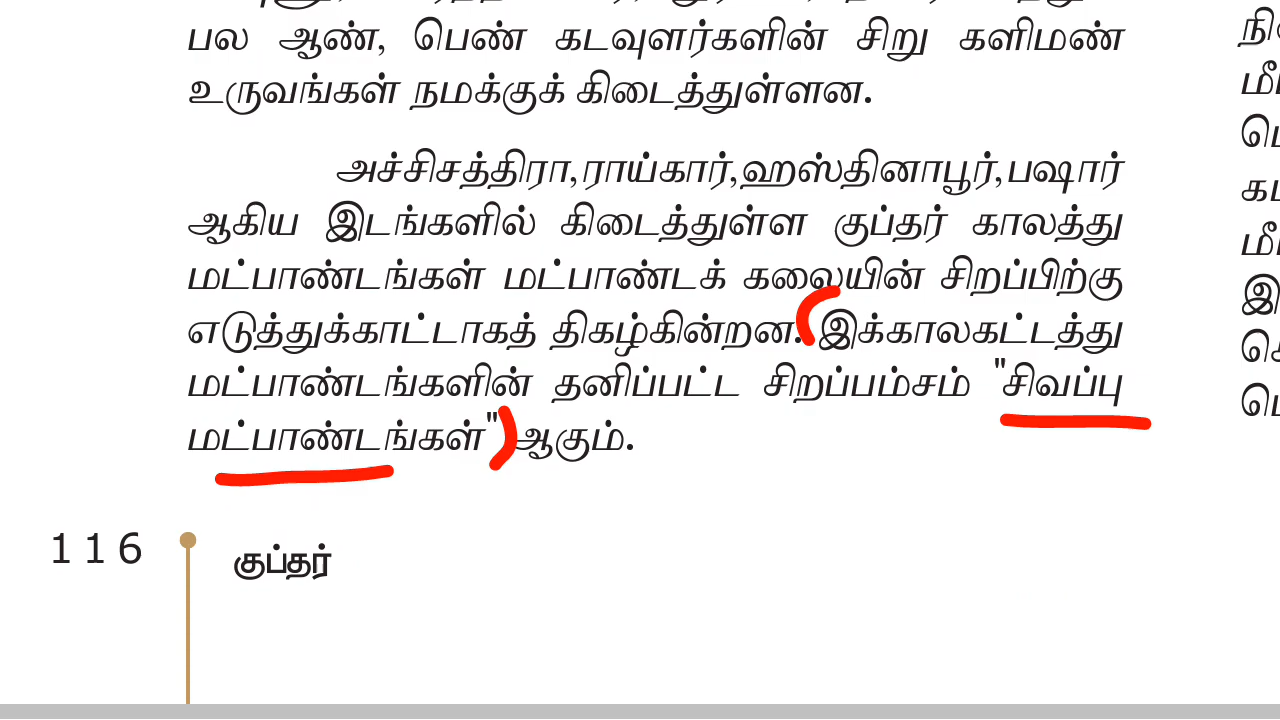 பல ஆண், பெண் கடவுளர்களின் சிறு களிமண்
உருவங்கள் நமக்குக் கிடைத்துள்ளன.
அச்சிசத்திரா,ராய்கார்,ஹஸ்தினாபூர்,பஷார்
ஆகிய இடங்களில் கிடைத்துள்ள குப்தர் காலத்து
மட்பாண்டங்கள் மட்பாண்டக் கலையின் சிறப்பிற்கு
எடுத்துக்காட்டாகத் திகழ்கின்றன. இக்காலகட்டத்து
மட்பாண்டங்களின் தனிப்பட்ட சிறப்பம்சம் "சிவப்பு
மட்பாண்டங்கள்" ஆகும்.
116
குப்தர்